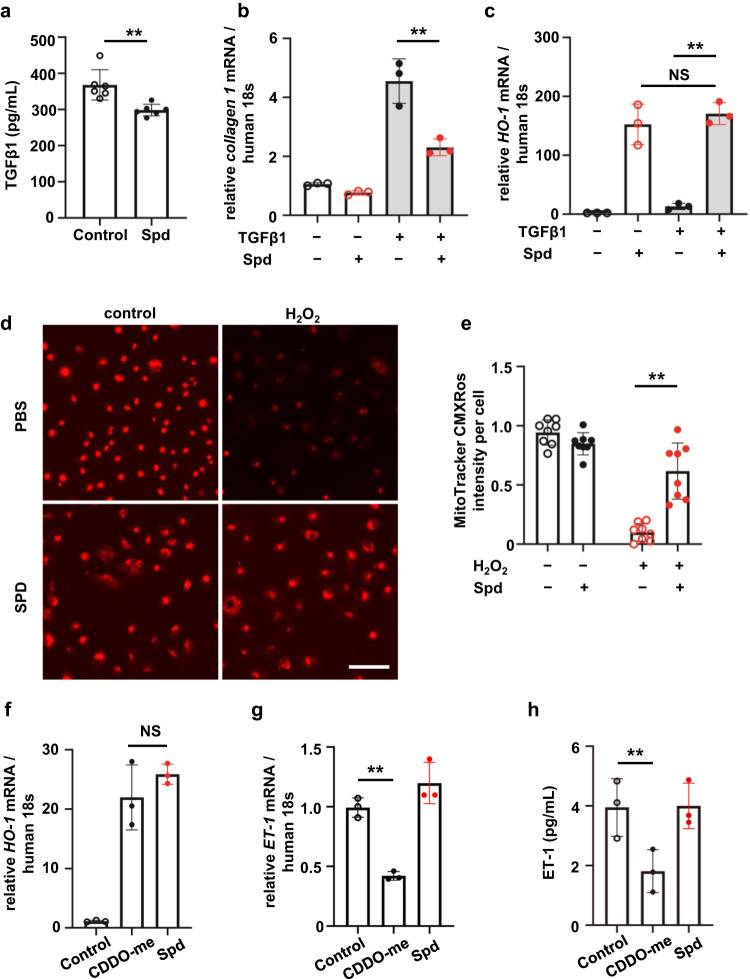 a
TGFβ1 (pg/mL)
500
400
300
200
100
0
**
Control Spd
b
relative collagen 1 mRNA /
human 18s
6
4
2
0
**
TGFβ1 – – + +
Spd – + – +
c
relative HO-1 mRNA /
human 18s
300
200
100
0
**
NS
TGFβ1 – – + +
Spd – + – +
d
control H₂O₂
PBS
SPD
e
MitoTracker CMXRos
intensity per cell
1.5
1.0
0.5
0
**
H₂O₂ – – + +
Spd – + – +
f
relative HO-1 mRNA /
human 18s
30
20
10
0
NS
Control CDDO-me Spd
g
relative ET-1 mRNA /
human 18s
1.5
1.0
0.5
0
**
Control CDDO-me Spd
h
ET-1 (pg/mL)
6
4
2
0
**
Control CDDO-me Spd